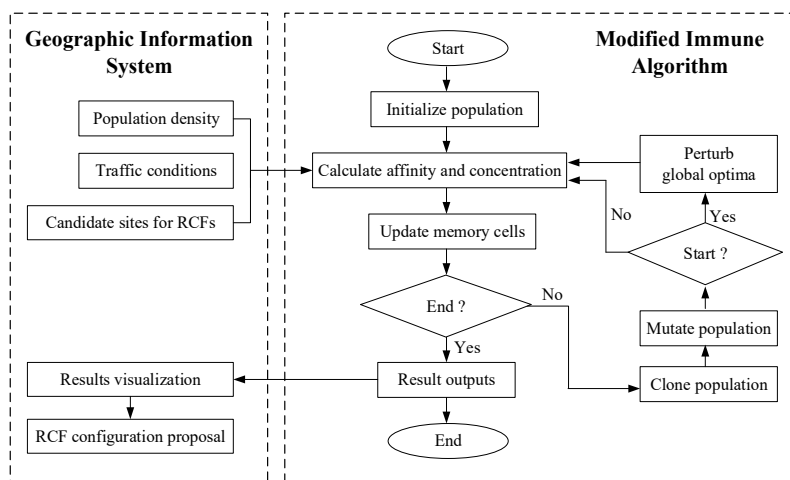 Geographic Information
System
Population density
Traffic conditions
Candidate sites for RCFs
Results visualization
RCF configuration proposal
Modified Immune
Algorithm
Start
Initialize population
Calculate affinity and concentration
Update memory cells
End ?
No
Yes
Result outputs
End
Perturb
global optima
No
Yes
Start ?
Mutate population
Clone population